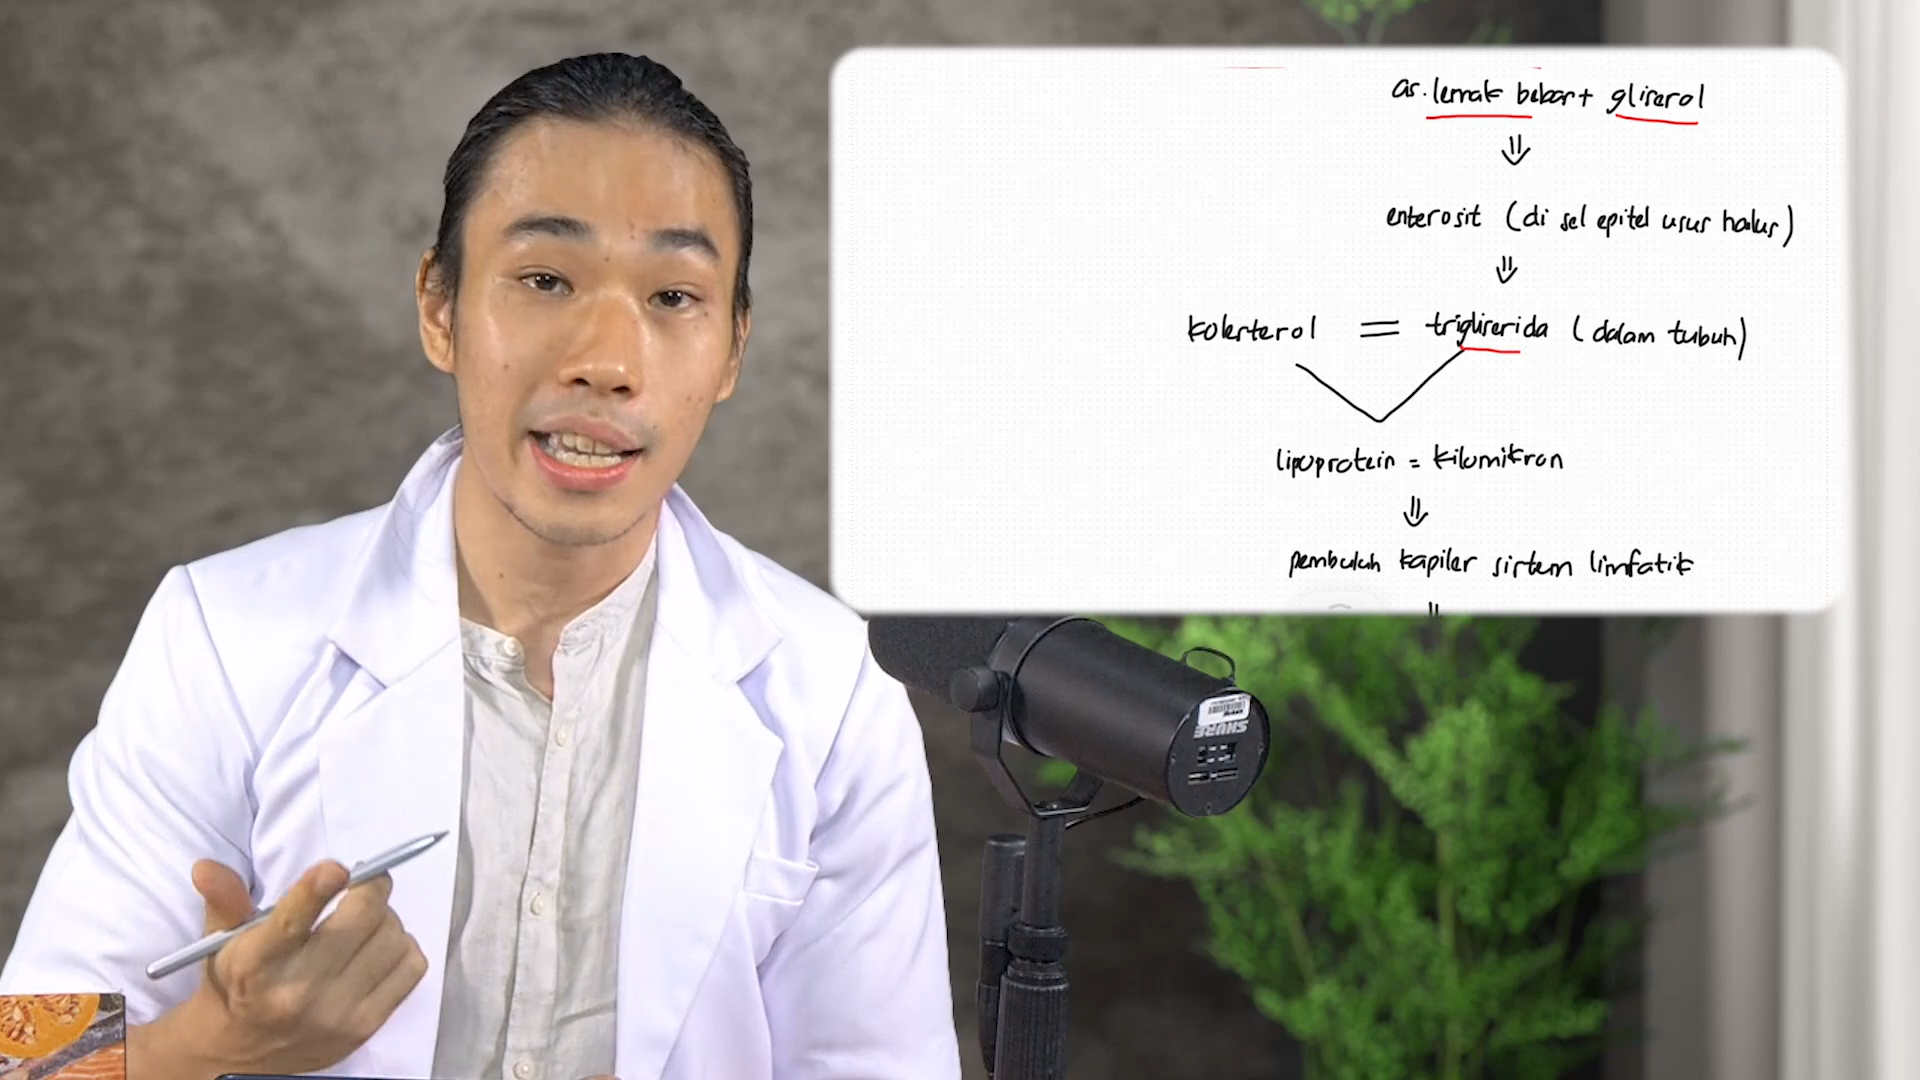 as. lemak bebas + gliserol
⇓
enterosit (di sel epitel usus halus)
⇓
kolesterol = trigliserida (dalam tubuh)
lipoprotein = kilomikron
⇓
pembuluh kapiler sistem limfatik
SHURE